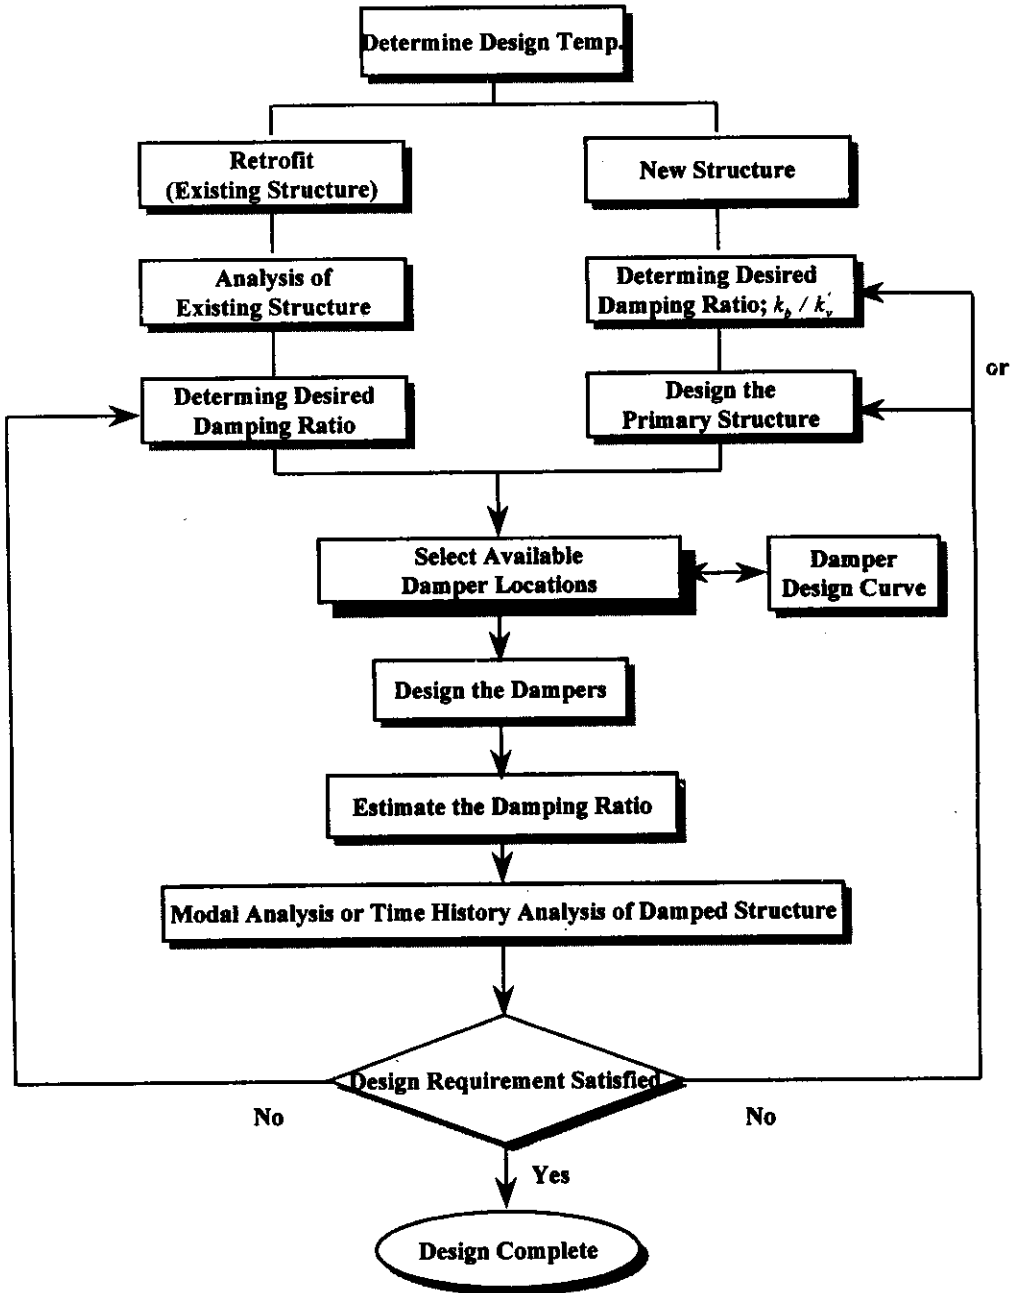 Determine Design Temp.
Retrofit
(Existing Structure)
New Structure
Analysis of
Existing Structure
Determing Desired
Damping Ratio; k_b / k'_v
or
Determing Desired
Damping Ratio
Design the
Primary Structure
Select Available
Damper Locations
Damper
Design Curve
Design the Dampers
Estimate the Damping Ratio
Modal Analysis or Time History Analysis of Damped Structure
Design Requirement Satisfied
No
No
Yes
Design Complete